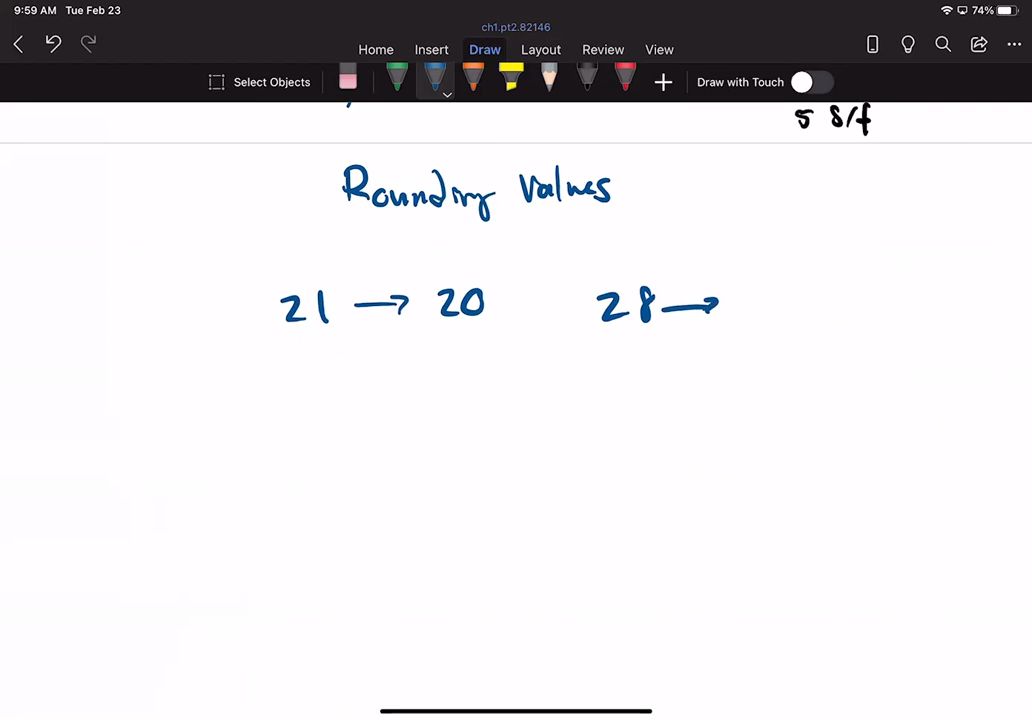 9:59 AM Tue Feb 23 74%
ch1.pt2.82146
Home Insert Draw Layout Review View
Select Objects Draw with Touch
5 S/f
Rounding values
21 → 20 28 →